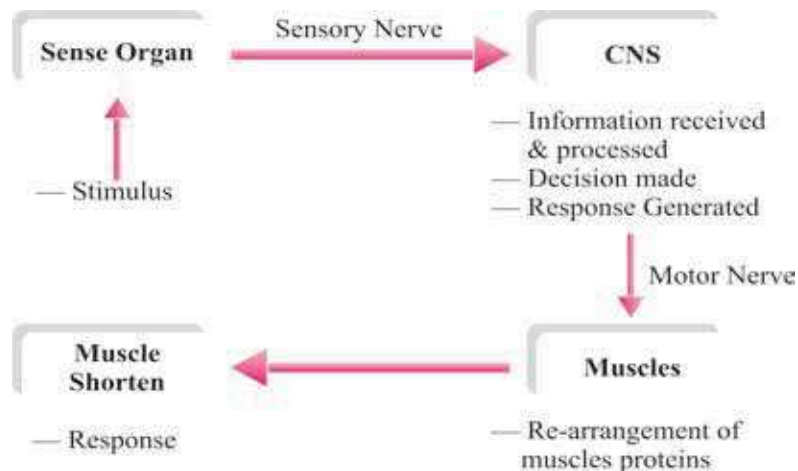 Sense Organ
Sensory Nerve
CNS
— Stimulus
— Information received
& processed
— Decision made
— Response Generated
Motor Nerve
Muscle
Shorten
Muscles
— Response
— Re-arrangement of
muscles proteins